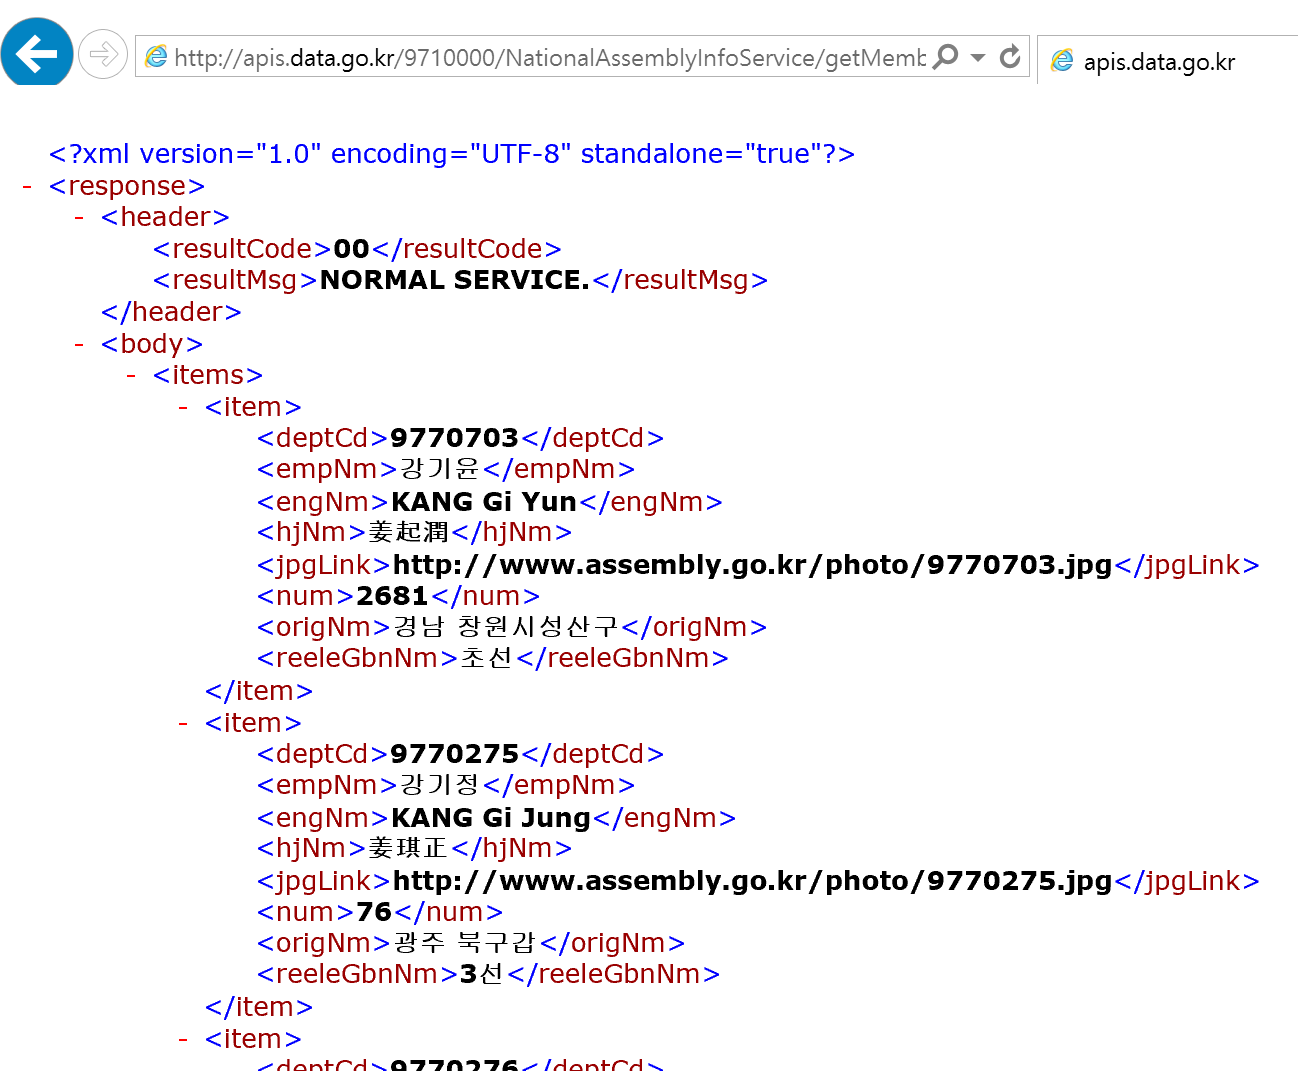 http://apis.data.go.kr/9710000/NationalAssemblyInfoService/getMemb
apis.data.go.kr
<?xml version="1.0" encoding="UTF-8" standalone="true"?>
- <response>
- <header>
<resultCode>00</resultCode>
<resultMsg>NORMAL SERVICE.</resultMsg>
</header>
- <body>
- <items>
- <item>
<deptCd>9770703</deptCd>
<empNm>강기윤</empNm>
<engNm>KANG Gi Yun</engNm>
<hjNm>姜起潤</hjNm>
<jpgLink>http://www.assembly.go.kr/photo/9770703.jpg</jpgLink>
<num>2681</num>
<origNm>경남 창원시성산구</origNm>
<reeleGbnNm>초선</reeleGbnNm>
</item>
- <item>
<deptCd>9770275</deptCd>
<empNm>강기정</empNm>
<engNm>KANG Gi Jung</engNm>
<hjNm>姜琪正</hjNm>
<jpgLink>http://www.assembly.go.kr/photo/9770275.jpg</jpgLink>
<num>76</num>
<origNm>광주 북구갑</origNm>
<reeleGbnNm>3선</reeleGbnNm>
</item>
- <item>
<deptCd>9770276</deptCd>